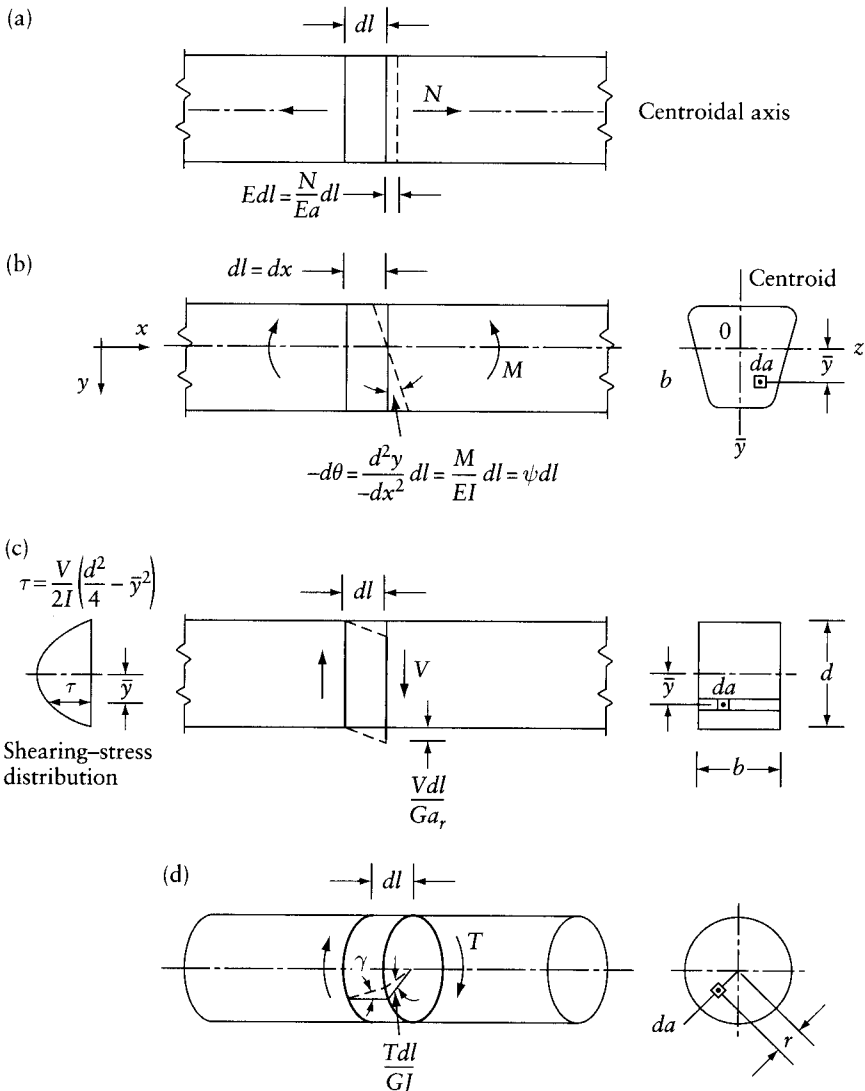 (a)
dl
N
Centroidal axis
Edl = N/Ea dl
(b)
dl = dx
Centroid
x
y
M
0
z
b
da
ȳ
ȳ
-dθ = d²y/-dx² dl = M/EI dl = ψdl
(c)
τ = V/2I (d²/4 - ȳ²)
dl
τ
ȳ
V
ȳ
da
d
b
Shearing–stress
distribution
Vdl/Gaᵣ
(d)
dl
γ
T
da
r
Tdl/GJ